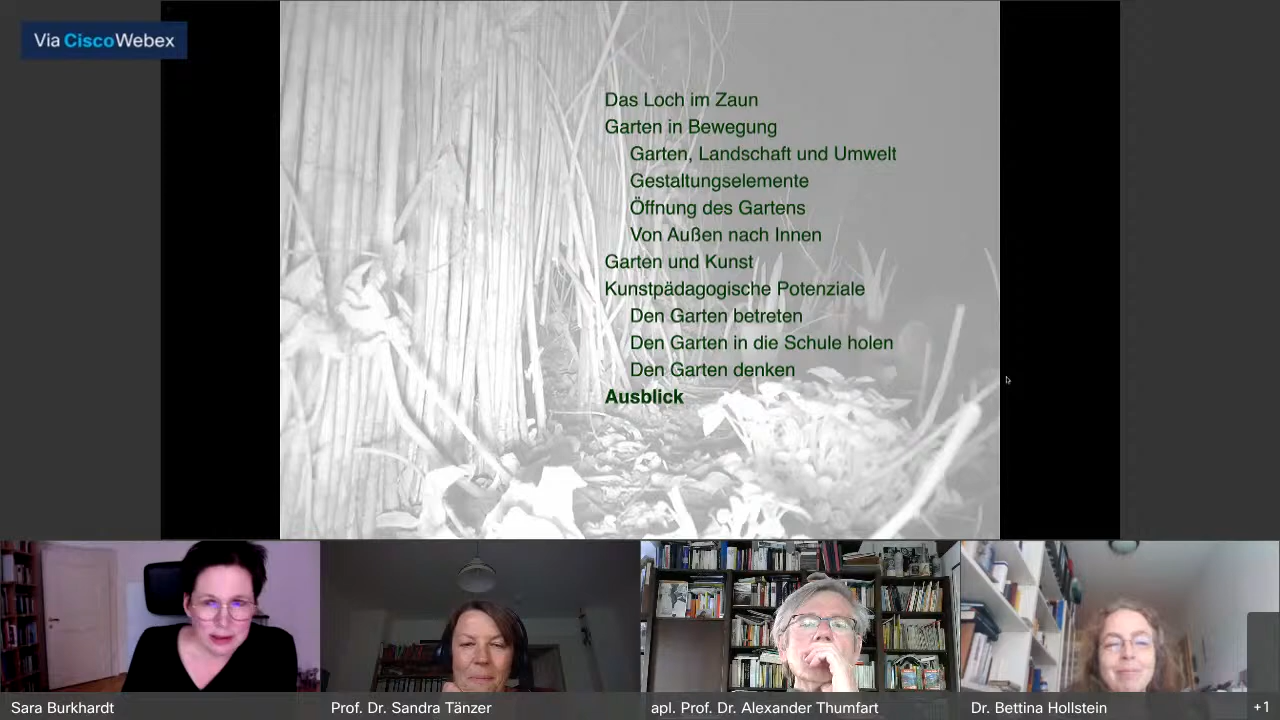 Via CiscoWebex
Das Loch im Zaun
Garten in Bewegung
Garten, Landschaft und Umwelt
Gestaltungselemente
Öffnung des Gartens
Von Außen nach Innen
Garten und Kunst
Kunstpädagogische Potenziale
Den Garten betreten
Den Garten in die Schule holen
Den Garten denken
Ausblick
Sara Burkhardt
Prof. Dr. Sandra Tänzer
apl. Prof. Dr. Alexander Thumfart
Dr. Bettina Hollstein
+1